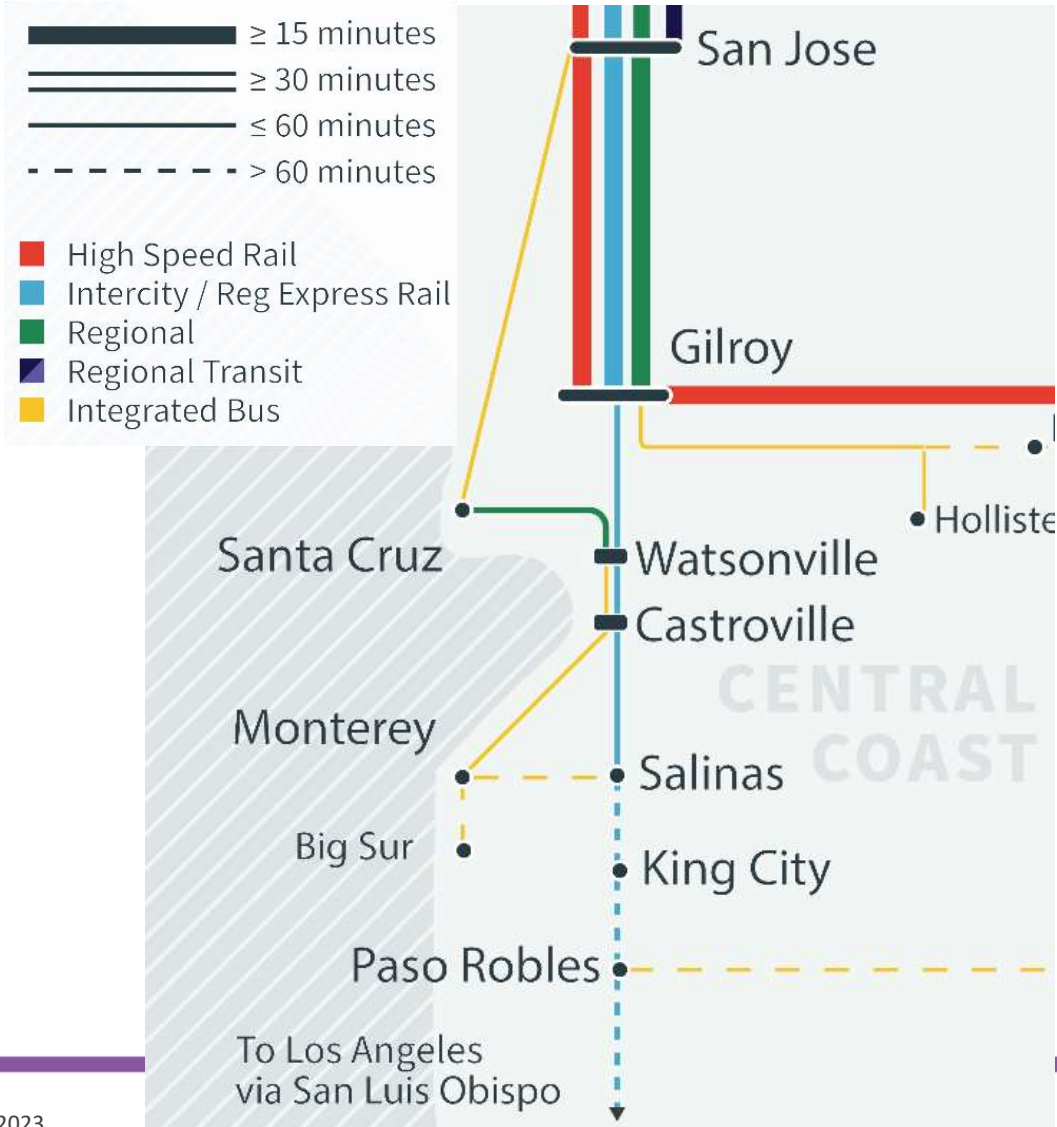 ≥ 15 minutes
≥ 30 minutes
≤ 60 minutes
> 60 minutes
High Speed Rail
Intercity / Reg Express Rail
Regional
Regional Transit
Integrated Bus
San Jose
Gilroy
Santa Cruz
Watsonville
Castroville
CENTRAL
COAST
Monterey
Salinas
Big Sur
King City
Paso Robles
To Los Angeles
via San Luis Obispo
2023